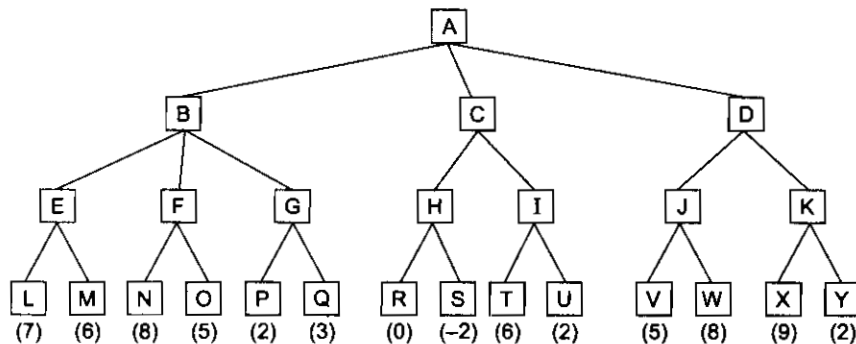 A
B C D
E F G H I J K
L M N O P Q R S T U V W X Y
(7) (6) (8) (5) (2) (3) (0) (–2) (6) (2) (5) (8) (9) (2)